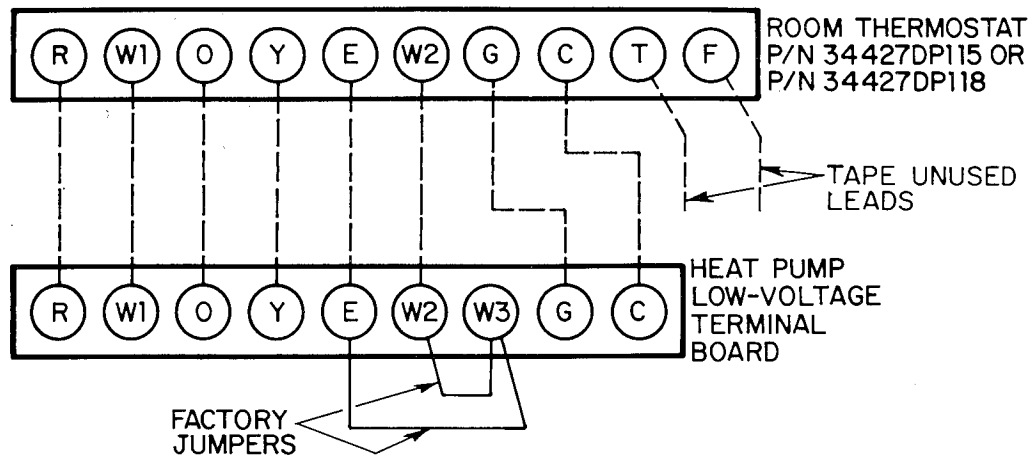 R W1 O Y E W2 G C T F
ROOM THERMOSTAT
P/N 34427DP115 OR
P/N 34427DP118
TAPE UNUSED
LEADS
R W1 O Y E W2 W3 G C
HEAT PUMP
LOW-VOLTAGE
TERMINAL
BOARD
FACTORY
JUMPERS